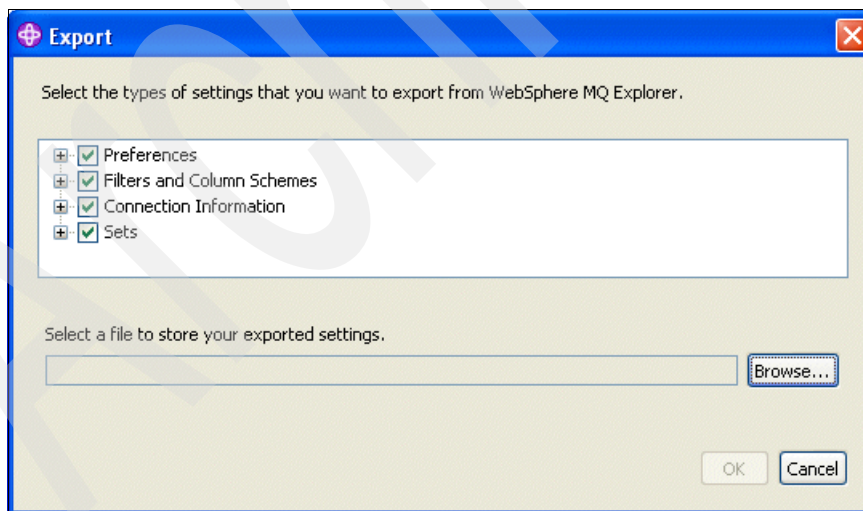 Export
Select the types of settings that you want to export from WebSphere MQ Explorer.
Preferences
Filters and Column Schemes
Connection Information
Sets
Select a file to store your exported settings.
Browse...
OK
Cancel